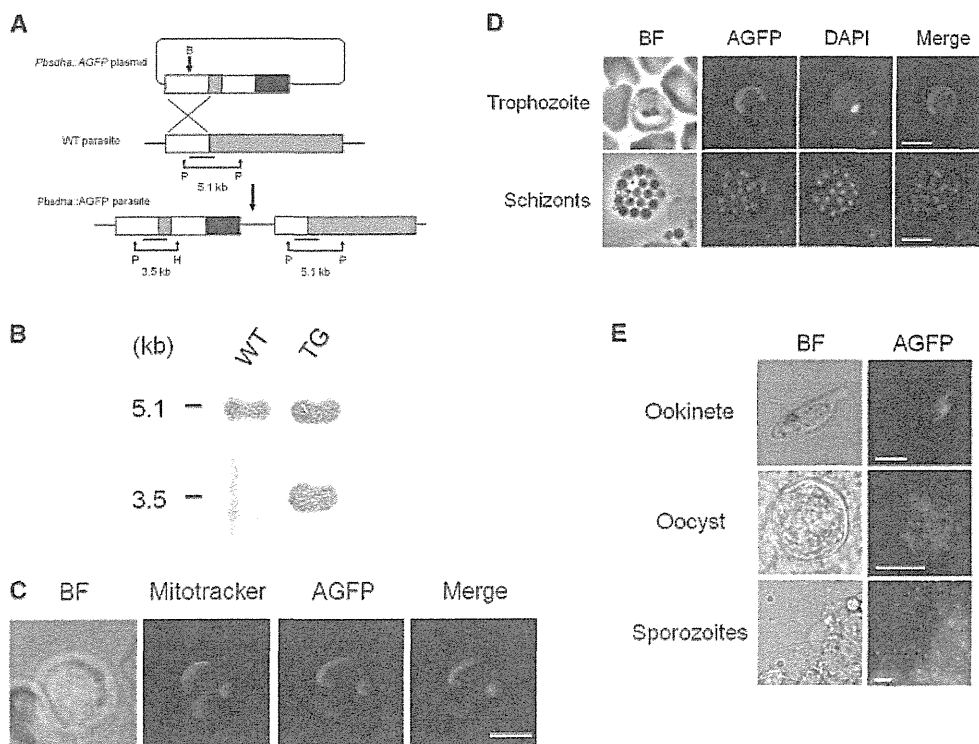 A
B
Pbsdha::AGFP plasmid
WT parasite
P P
5.1 kb
Pbsdha::AGFP parasite
P H P P
3.5 kb 5.1 kb
B
(kb) WT TG
5.1
3.5
C
BF Mitotracker AGFP Merge
D
BF AGFP DAPI Merge
Trophozoite
Schizonts
E
BF AGFP
Ookinete
Oocyst
Sporozoites